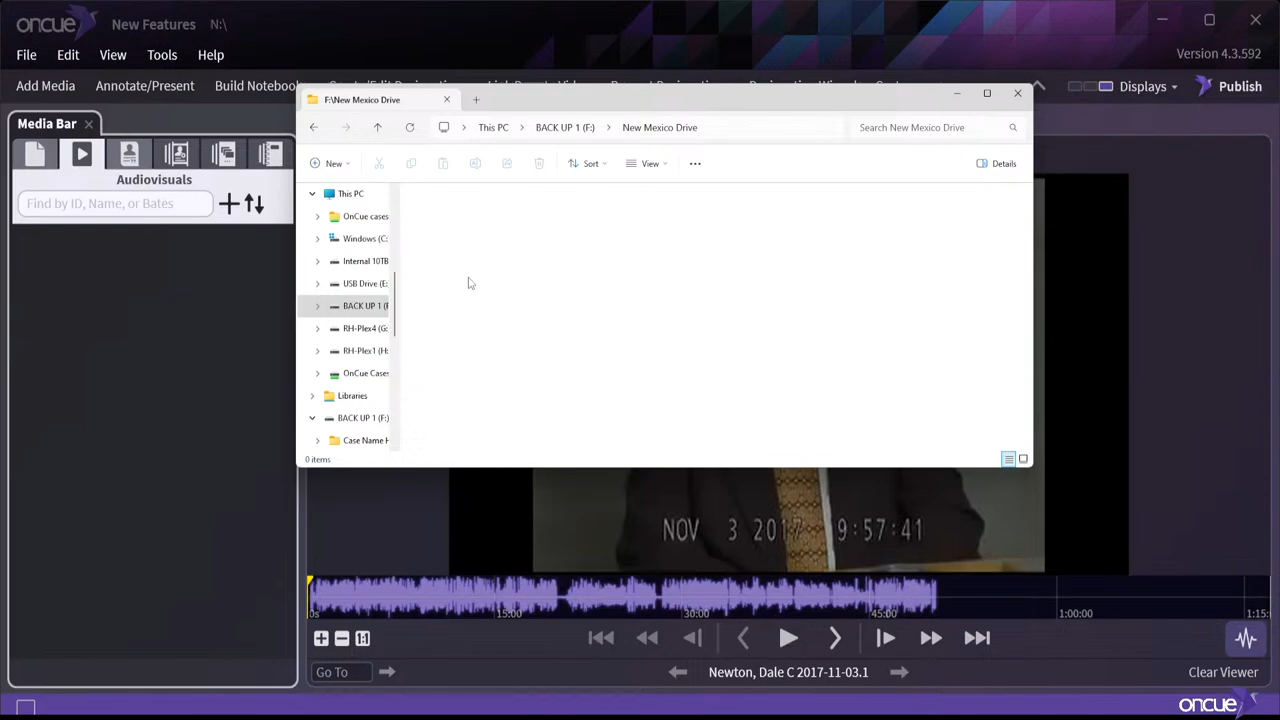 oncue New Features N:\
File Edit View Tools Help Version 4.3.592
Add Media Annotate/Present Build Notebo Displays Publish
F:\New Mexico Drive
This PC > BACK UP 1 (F:) > New Mexico Drive Search New Mexico Drive
New Sort View Details
Media Bar
Audiovisuals
Find by ID, Name, or Bates
This PC
OnCue cases
Windows (C:
Internal 10TB
USB Drive (E:
BACK UP 1 (F
RH-Plex4 (G:
RH-Plex1 (H:
OnCue Cases
Libraries
BACK UP 1 (F:)
Case Name H
0 items
NOV 3 2017 9:57:41
0s 15:00 30:00 45:00 1:00:00 1:15:
1:1
Go To Newton, Dale C 2017-11-03.1 Clear Viewer
oncue